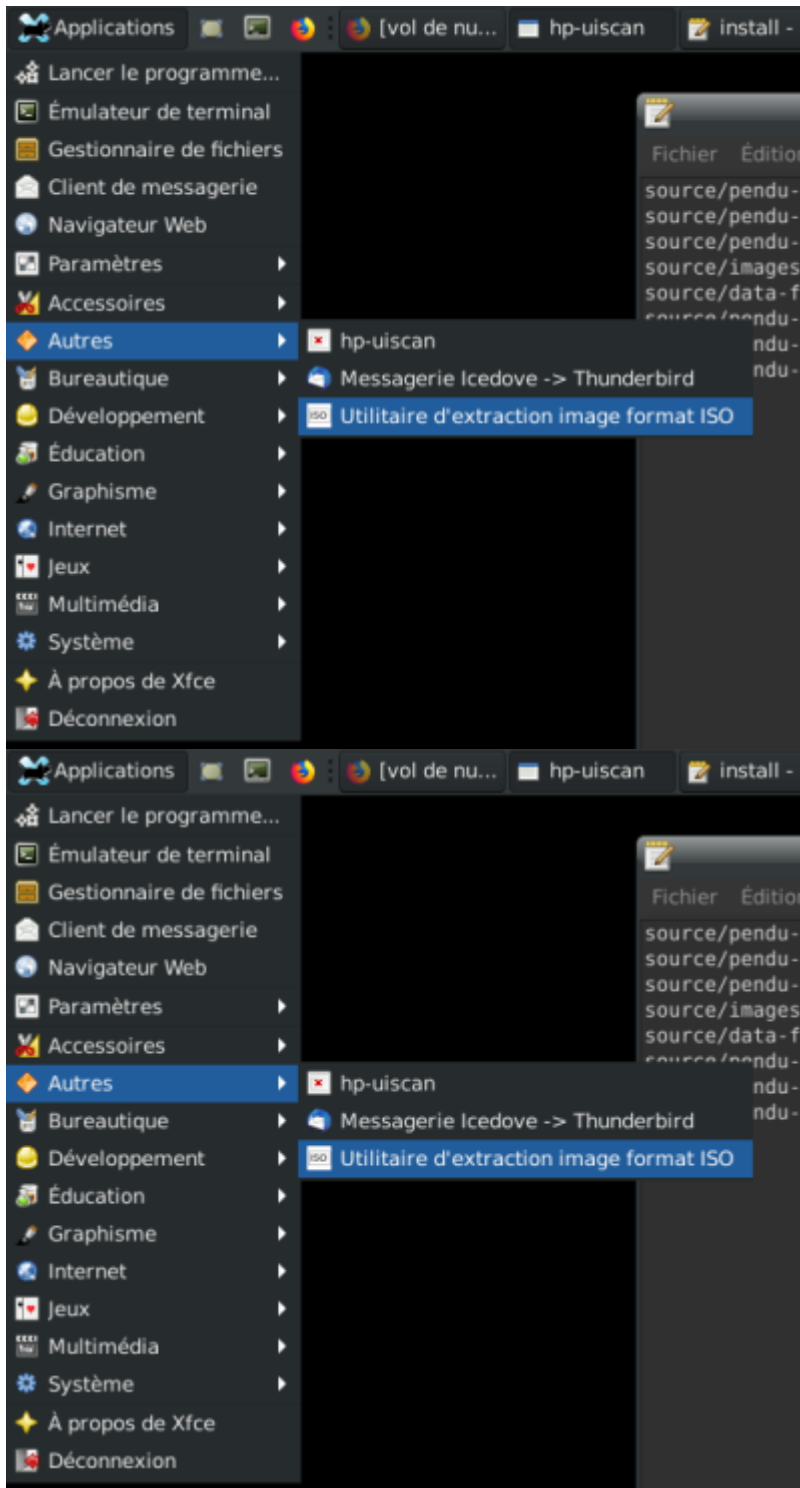 Applications [vol de nu... hp-uiscan install -
Lancer le programme...
Émulateur de terminal
Gestionnaire de fichiers
Fichier Édition
Client de messagerie
source/pendu-
Navigateur Web
source/pendu-
source/pendu-
Paramètres
source/images
Accessoires
source/data-f
source/pendu-
Autres
hp-uiscan
ndu-
Bureautique
Messagerie Icedove -> Thunderbird
ndu-
Développement
Utilitaire d'extraction image format ISO
Éducation
Graphisme
Internet
Jeux
Multimédia
Système
À propos de Xfce
Déconnexion
Applications [vol de nu... hp-uiscan install -
Lancer le programme...
Émulateur de terminal
Gestionnaire de fichiers
Fichier Édition
Client de messagerie
source/pendu-
Navigateur Web
source/pendu-
source/pendu-
Paramètres
source/images
Accessoires
source/data-f
source/pendu-
Autres
hp-uiscan
ndu-
Bureautique
Messagerie Icedove -> Thunderbird
ndu-
Développement
Utilitaire d'extraction image format ISO
Éducation
Graphisme
Internet
Jeux
Multimédia
Système
À propos de Xfce
Déconnexion